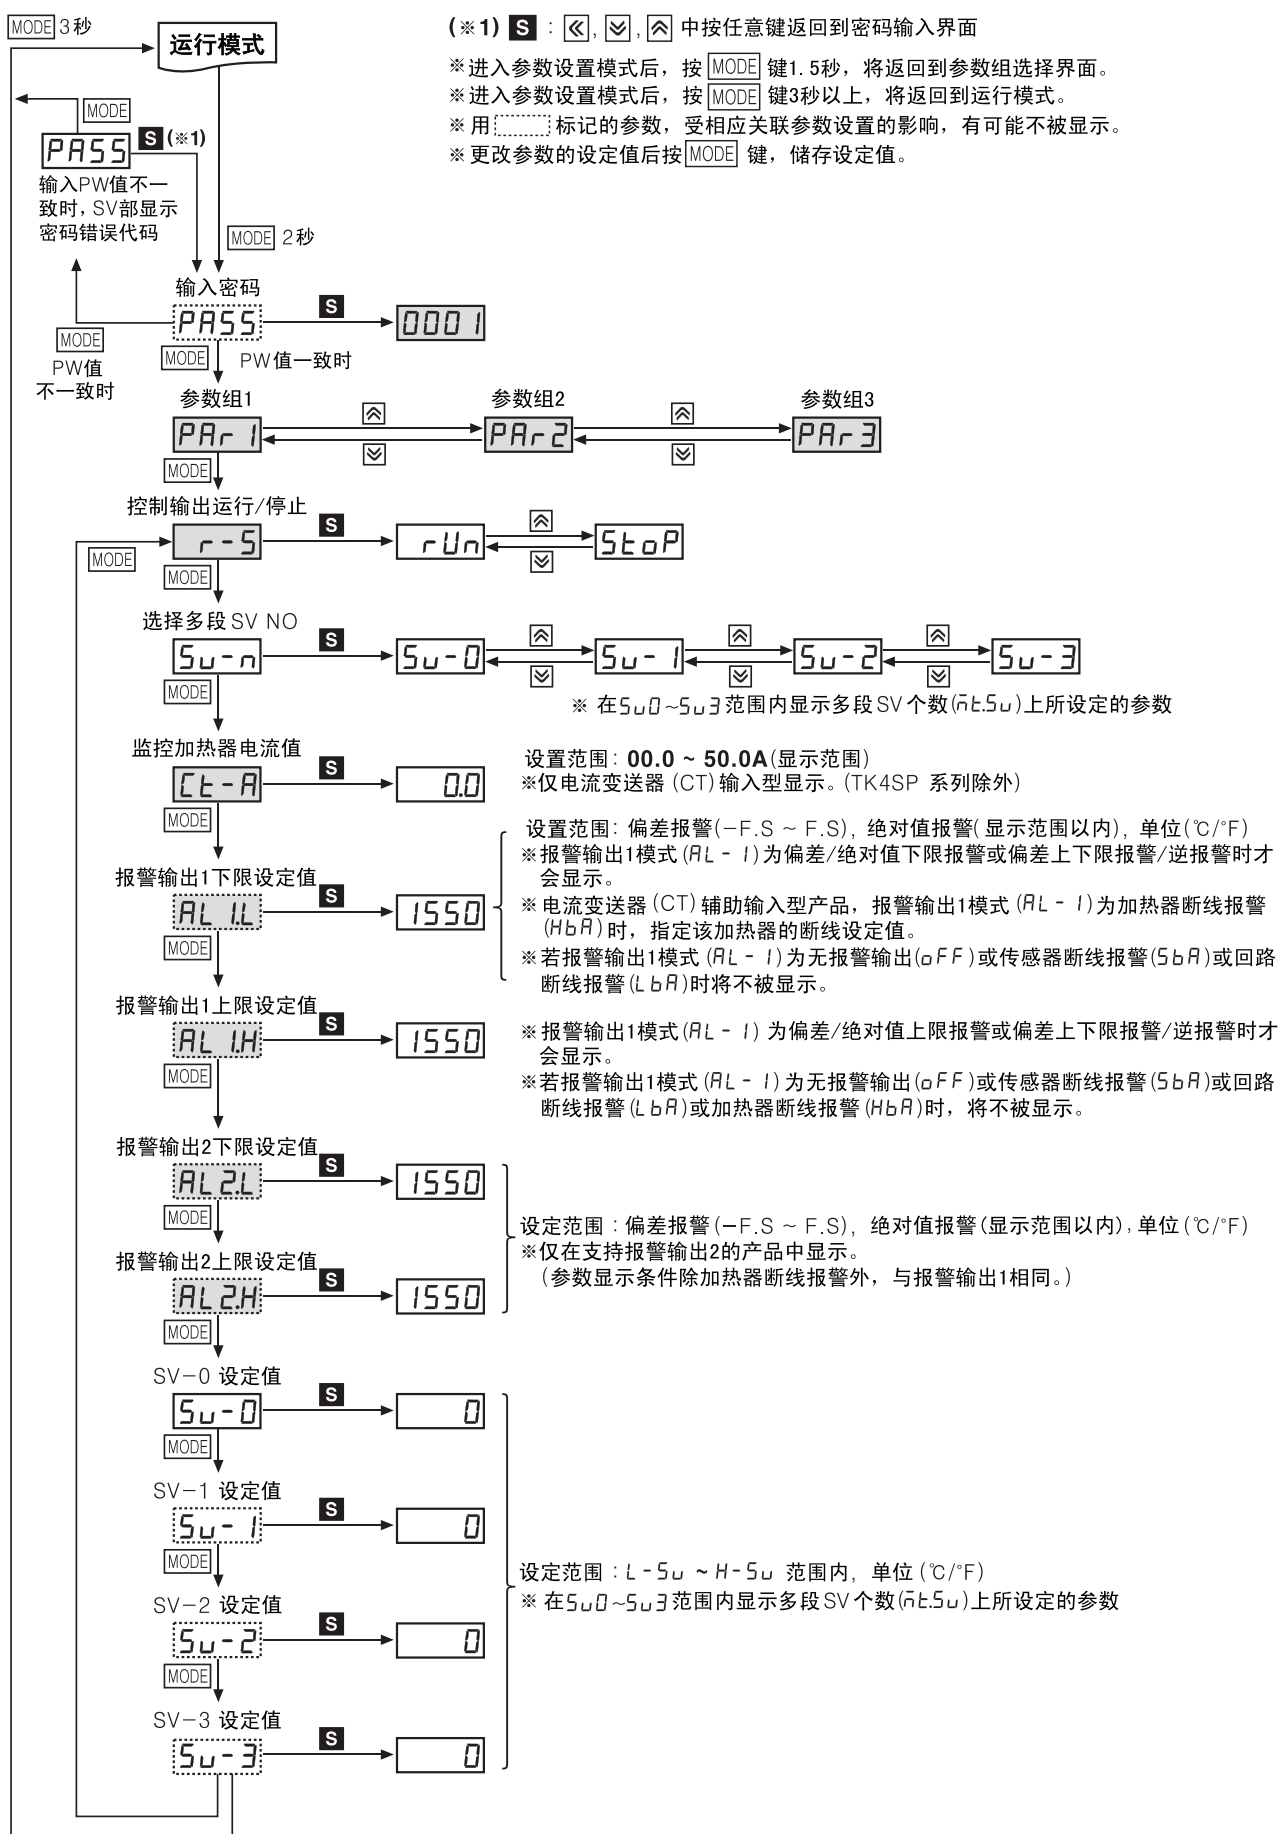 MODE 3秒
运行模式
(※1) S : «, ︾, ︽ 中按任意键返回到密码输入界面
※进入参数设置模式后，按 MODE 键1.5秒，将返回到参数组选择界面。
※进入参数设置模式后，按 MODE 键3秒以上，将返回到运行模式。
※用 标记的参数，受相应关联参数设置的影响，有可能不被显示。
※更改参数的设定值后按 MODE 键，储存设定值。
MODE
PASS S (※1)
输入PW值不一
致时，SV部显示
密码错误代码
MODE 2秒
输入密码
PASS S 0001
MODE
PW值
不一致时
MODE PW值一致时
参数组1 参数组2 参数组3
PAr1 ︽ ︾ PAr2 ︽ ︾ PAr3
MODE
控制输出运行/停止
r-S S rUn ︽ ︾ StoP
MODE
MODE
选择多段SV NO
Su-n S Su-0 ︽ ︾ Su-1 ︽ ︾ Su-2 ︽ ︾ Su-3
MODE
※ 在Su0~Su3范围内显示多段SV个数(nt.Su)上所设定的参数
监控加热器电流值
Ct-A S 0.0
MODE
设置范围：00.0 ~ 50.0A(显示范围)
※仅电流变送器(CT)输入型显示。(TK4SP 系列除外)
报警输出1下限设定值
AL1.L S 1550
MODE
设置范围：偏差报警(-F.S ~ F.S)，绝对值报警(显示范围以内)，单位(℃/℉)
※报警输出1模式(AL-1)为偏差/绝对值下限报警或偏差上下限报警/逆报警时才
会显示。
※电流变送器(CT)辅助输入型产品，报警输出1模式(AL-1)为加热器断线报警
(HbA)时，指定该加热器的断线设定值。
※若报警输出1模式(AL-1)为无报警输出(oFF)或传感器断线报警(SbA)或回路
断线报警(LbA)时将不被显示。
报警输出1上限设定值
AL1.H S 1550
MODE
※报警输出1模式(AL-1)为偏差/绝对值上限报警或偏差上下限报警/逆报警时才
会显示。
※若报警输出1模式(AL-1)为无报警输出(oFF)或传感器断线报警(SbA)或回路
断线报警(LbA)或加热器断线报警(HbA)时，将不被显示。
报警输出2下限设定值
AL2.L S 1550
MODE
报警输出2上限设定值
AL2.H S 1550
MODE
设定范围：偏差报警(-F.S ~ F.S)，绝对值报警(显示范围以内)，单位(℃/℉)
※仅在支持报警输出2的产品中显示。
(参数显示条件除加热器断线报警外，与报警输出1相同。)
SV-0 设定值
Su-0 S 0
MODE
SV-1 设定值
Su-1 S 0
MODE
设定范围：L-Su ~ H-Su 范围内，单位(℃/℉)
※ 在Su0~Su3范围内显示多段SV个数(nt.Su)上所设定的参数
SV-2 设定值
Su-2 S 0
MODE
SV-3 设定值
Su-3 S 0